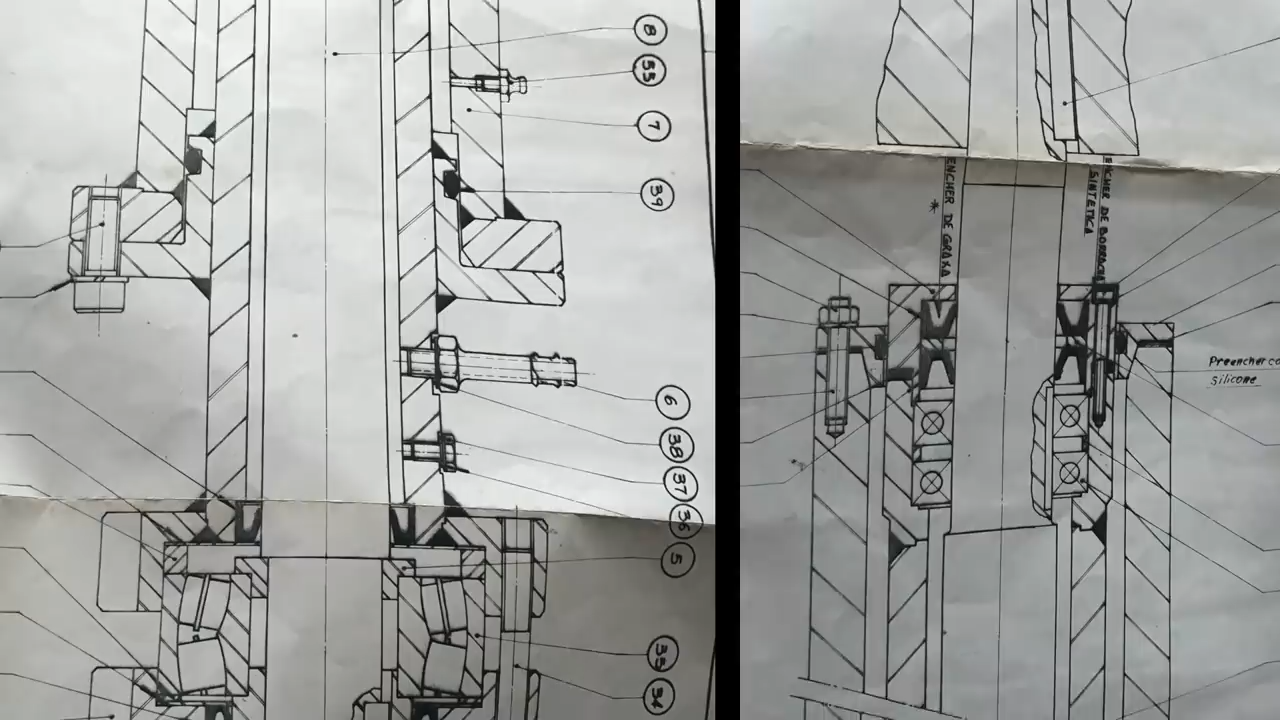 8
55
7
39
6
38
37
36
5
35
34
ENCHER DE GRAXA
*
ENCHER DE BORRACHA
SINTETICA
Preencher co
silicone